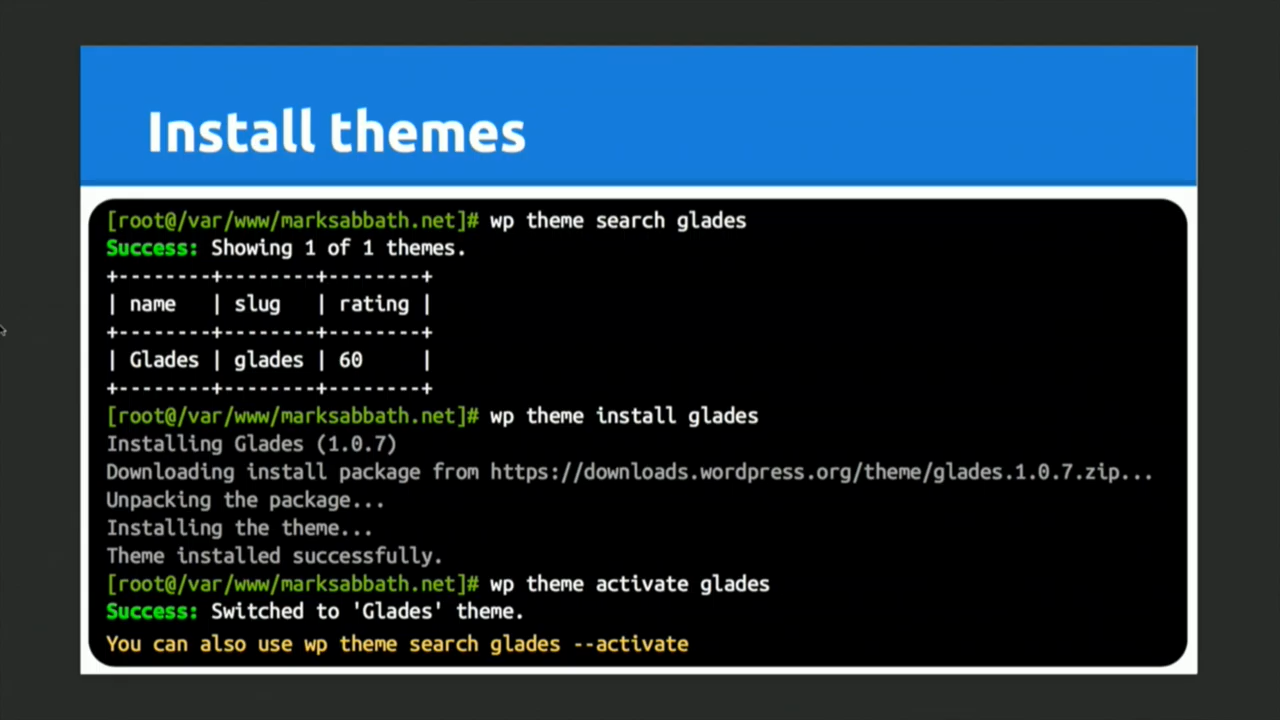 Install themes
[root@/var/www/marksabbath.net]# wp theme search glades
Success: Showing 1 of 1 themes.
+--------+--------+--------+
| name   | slug   | rating |
+--------+--------+--------+
| Glades | glades | 60     |
+--------+--------+--------+
[root@/var/www/marksabbath.net]# wp theme install glades
Installing Glades (1.0.7)
Downloading install package from https://downloads.wordpress.org/theme/glades.1.0.7.zip...
Unpacking the package...
Installing the theme...
Theme installed successfully.
[root@/var/www/marksabbath.net]# wp theme activate glades
Success: Switched to 'Glades' theme.
You can also use wp theme search glades --activate